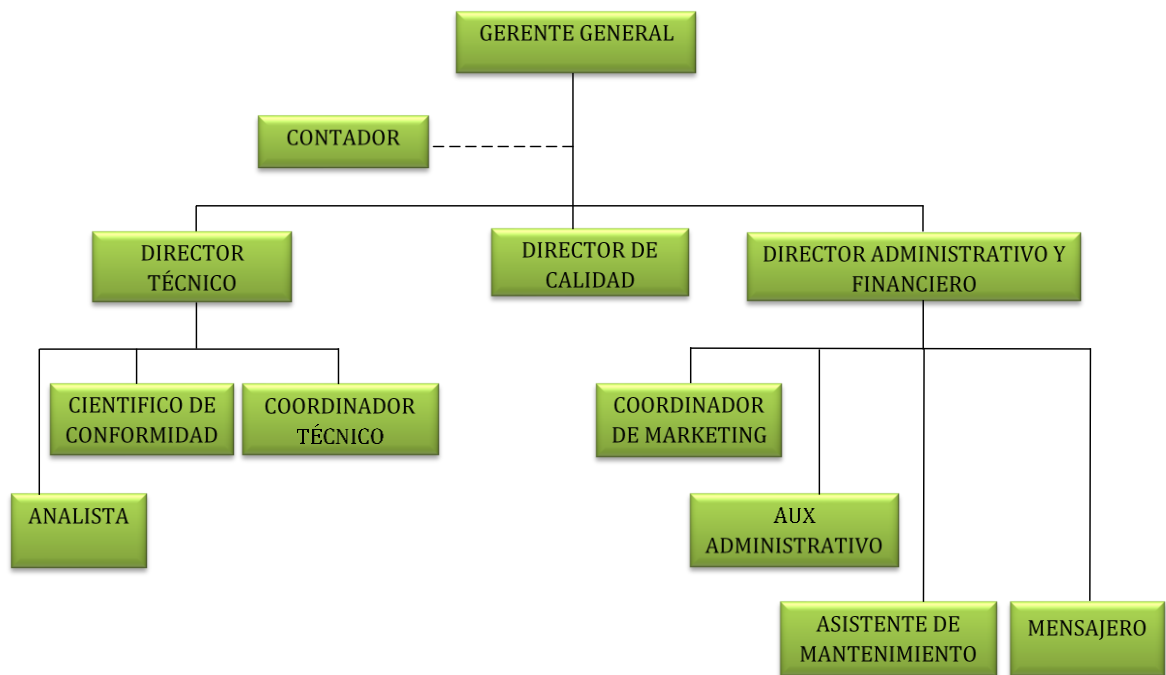 GERENTE GENERAL
CONTADOR
DIRECTOR
TÉCNICO
DIRECTOR DE
CALIDAD
DIRECTOR ADMINISTRATIVO Y
FINANCIERO
CIENTIFICO DE
CONFORMIDAD
COORDINADOR
TÉCNICO
COORDINADOR
DE MARKETING
ANALISTA
AUX
ADMINISTRATIVO
ASISTENTE DE
MANTENIMIENTO
MENSAJERO